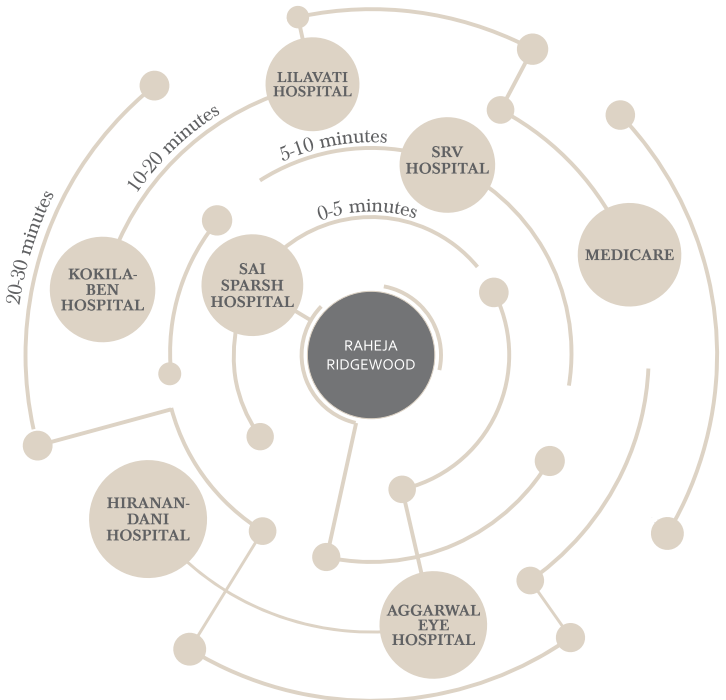 LILAVATI
HOSPITAL
10-20 minutes
5-10 minutes
SRV
HOSPITAL
20-30 minutes
0-5 minutes
KOKILA-
BEN
HOSPITAL
SAI
SPARSH
HOSPITAL
MEDICARE
RAHEJA
RIDGEWOOD
HIRANAN-
DANI
HOSPITAL
AGGARWAL
EYE
HOSPITAL